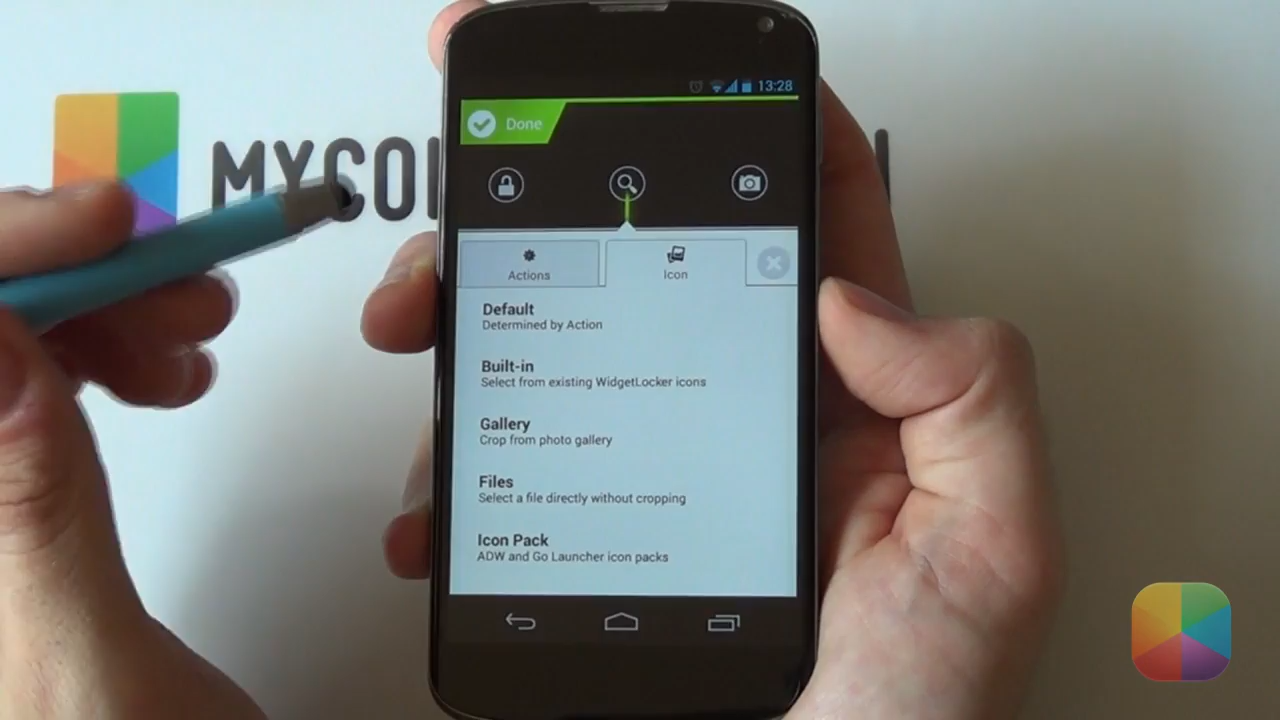 13:28
Done
Actions
Icon
Default
Determined by Action
Built-in
Select from existing WidgetLocker icons
Gallery
Crop from photo gallery
Files
Select a file directly without cropping
Icon Pack
ADW and Go Launcher icon packs